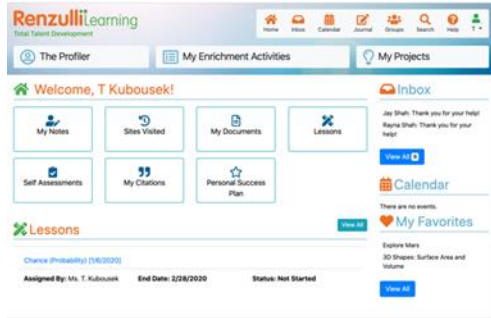 RenzulliLearning
Total Talent Development
Home Inbox Calendar Journal Groups Search Help T
The Profiler
My Enrichment Activities
My Projects
Welcome, T Kubousek!
My Notes
Sites Visited
My Documents
Lessons
Self Assessments
My Citations
Personal Success
Plan
Lessons
View All
Chance (Probability) [1/6/2020]
Assigned By: Ms. T. Kubousek End Date: 2/28/2020 Status: Not Started
Inbox
Jay Shah: Thank you for your help!
Rayna Shah: Thank you for your
help!
View All
Calendar
There are no events.
My Favorites
Explore Mars
3D Shapes: Surface Area and
Volume
View All